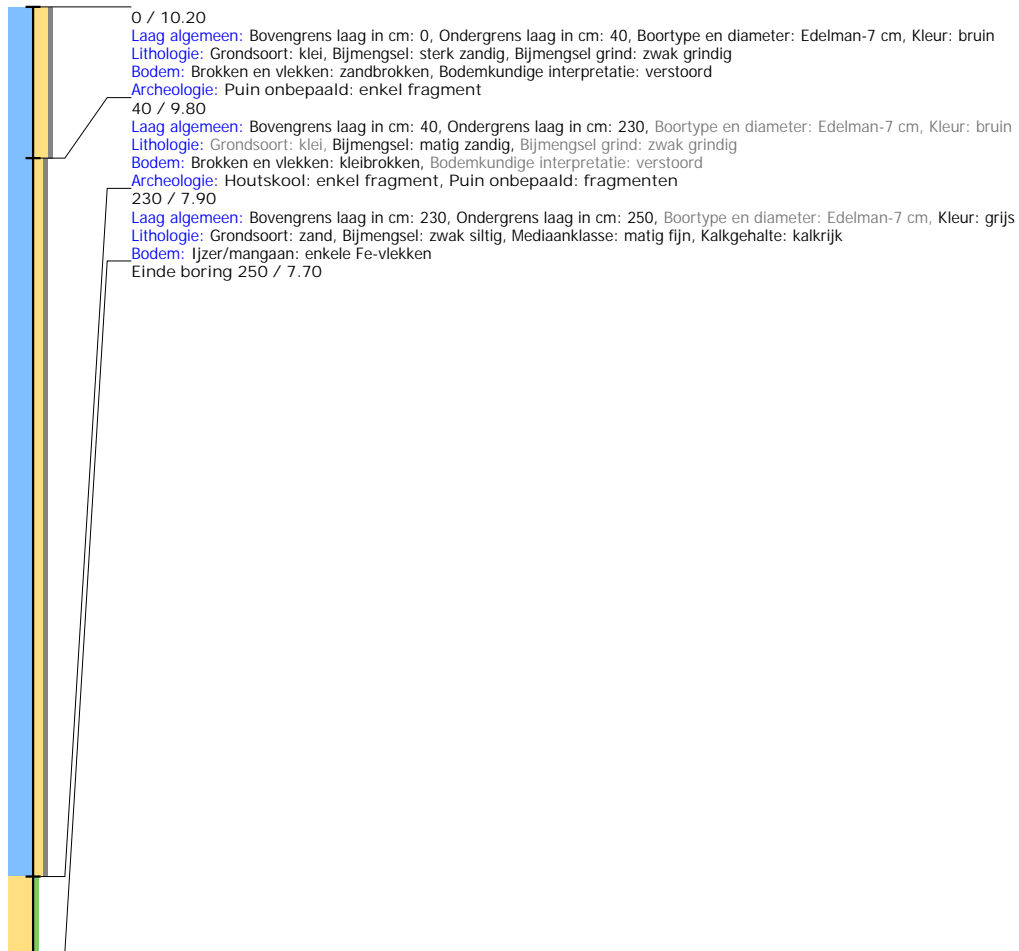 0 / 10.20
Laag algemeen: Bovengrens laag in cm: 0, Ondergrens laag in cm: 40, Boortype en diameter: Edelman-7 cm, Kleur: bruin
Lithologie: Grondsoort: klei, Bijmengsel: sterk zandig, Bijmengsel grind: zwak grindig
Bodem: Brokken en vlekken: zandbrokken, Bodemkundige interpretatie: verstoord
Archeologie: Puin onbepaald: enkel fragment
40 / 9.80
Laag algemeen: Bovengrens laag in cm: 40, Ondergrens laag in cm: 230, Boortype en diameter: Edelman-7 cm, Kleur: bruin
Lithologie: Grondsoort: klei, Bijmengsel: matig zandig, Bijmengsel grind: zwak grindig
Bodem: Brokken en vlekken: kleibrokken, Bodemkundige interpretatie: verstoord
Archeologie: Houtskool: enkel fragment, Puin onbepaald: fragmenten
230 / 7.90
Laag algemeen: Bovengrens laag in cm: 230, Ondergrens laag in cm: 250, Boortype en diameter: Edelman-7 cm, Kleur: grijs
Lithologie: Grondsoort: zand, Bijmengsel: zwak siltig, Mediaanklasse: matig fijn, Kalkgehalte: kalkrijk
Bodem: Ijzer/mangaan: enkele Fe-vlekken
Einde boring 250 / 7.70